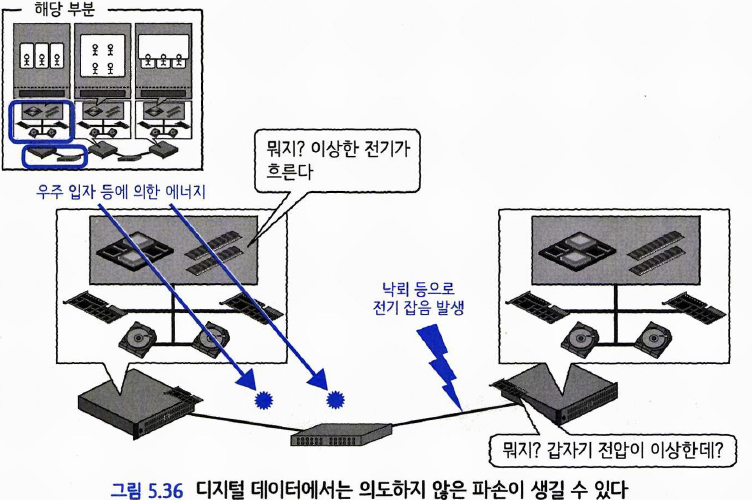 해당 부분
우주 입자 등에 의한 에너지
뭐지? 이상한 전기가
흐른다
낙뢰 등으로
전기 잡음 발생
뭐지? 갑자기 전압이 이상한데?
그림 5.36 디지털 데이터에서는 의도하지 않은 파손이 생길 수 있다